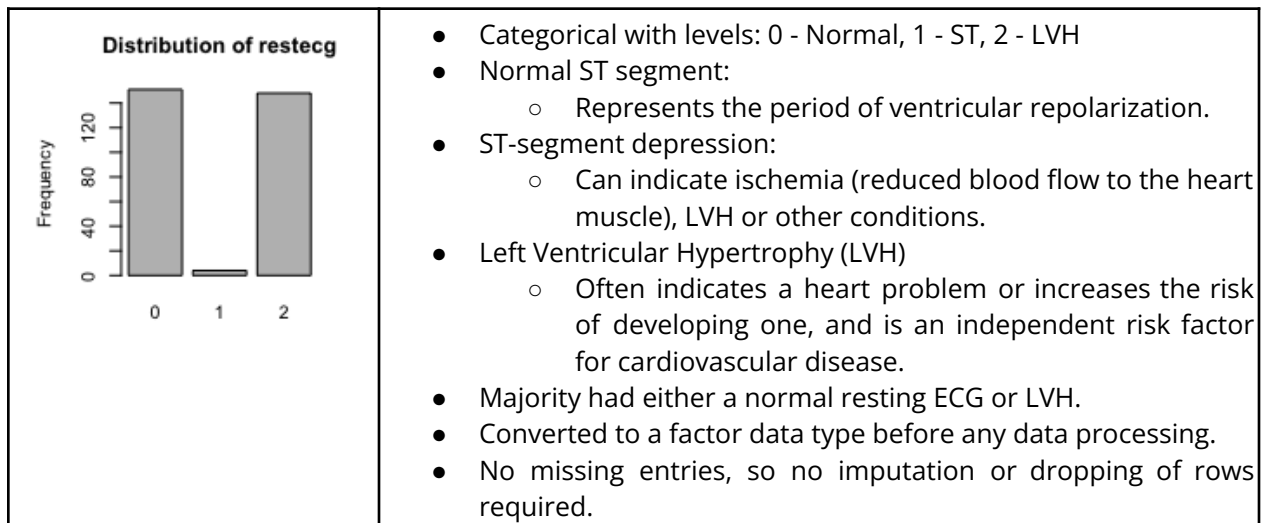 Distribution of restecg
Frequency
0 40 80 120
0 1 2
● Categorical with levels: 0 - Normal, 1 - ST, 2 - LVH
● Normal ST segment:
○ Represents the period of ventricular repolarization.
● ST-segment depression:
○ Can indicate ischemia (reduced blood flow to the heart
muscle), LVH or other conditions.
● Left Ventricular Hypertrophy (LVH)
○ Often indicates a heart problem or increases the risk
of developing one, and is an independent risk factor
for cardiovascular disease.
● Majority had either a normal resting ECG or LVH.
● Converted to a factor data type before any data processing.
● No missing entries, so no imputation or dropping of rows
required.